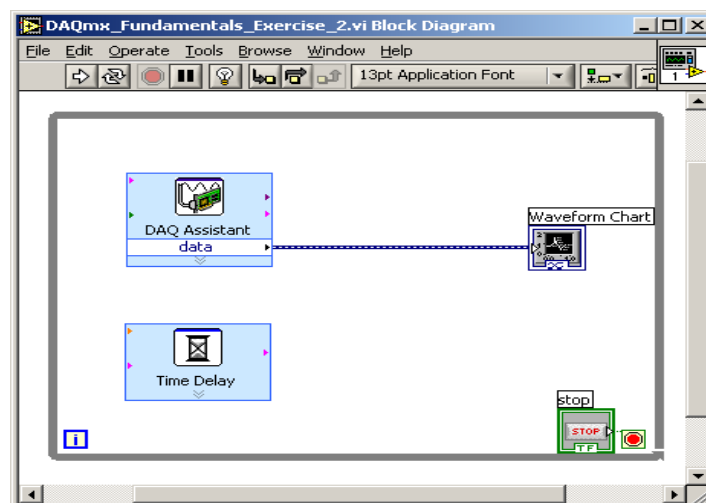 DAQmx_Fundamentals_Exercise_2.vi Block Diagram
File Edit Operate Tools Browse Window Help
13pt Application Font
1
DAQ Assistant
data
Waveform Chart
Time Delay
stop
STOP
TF
i